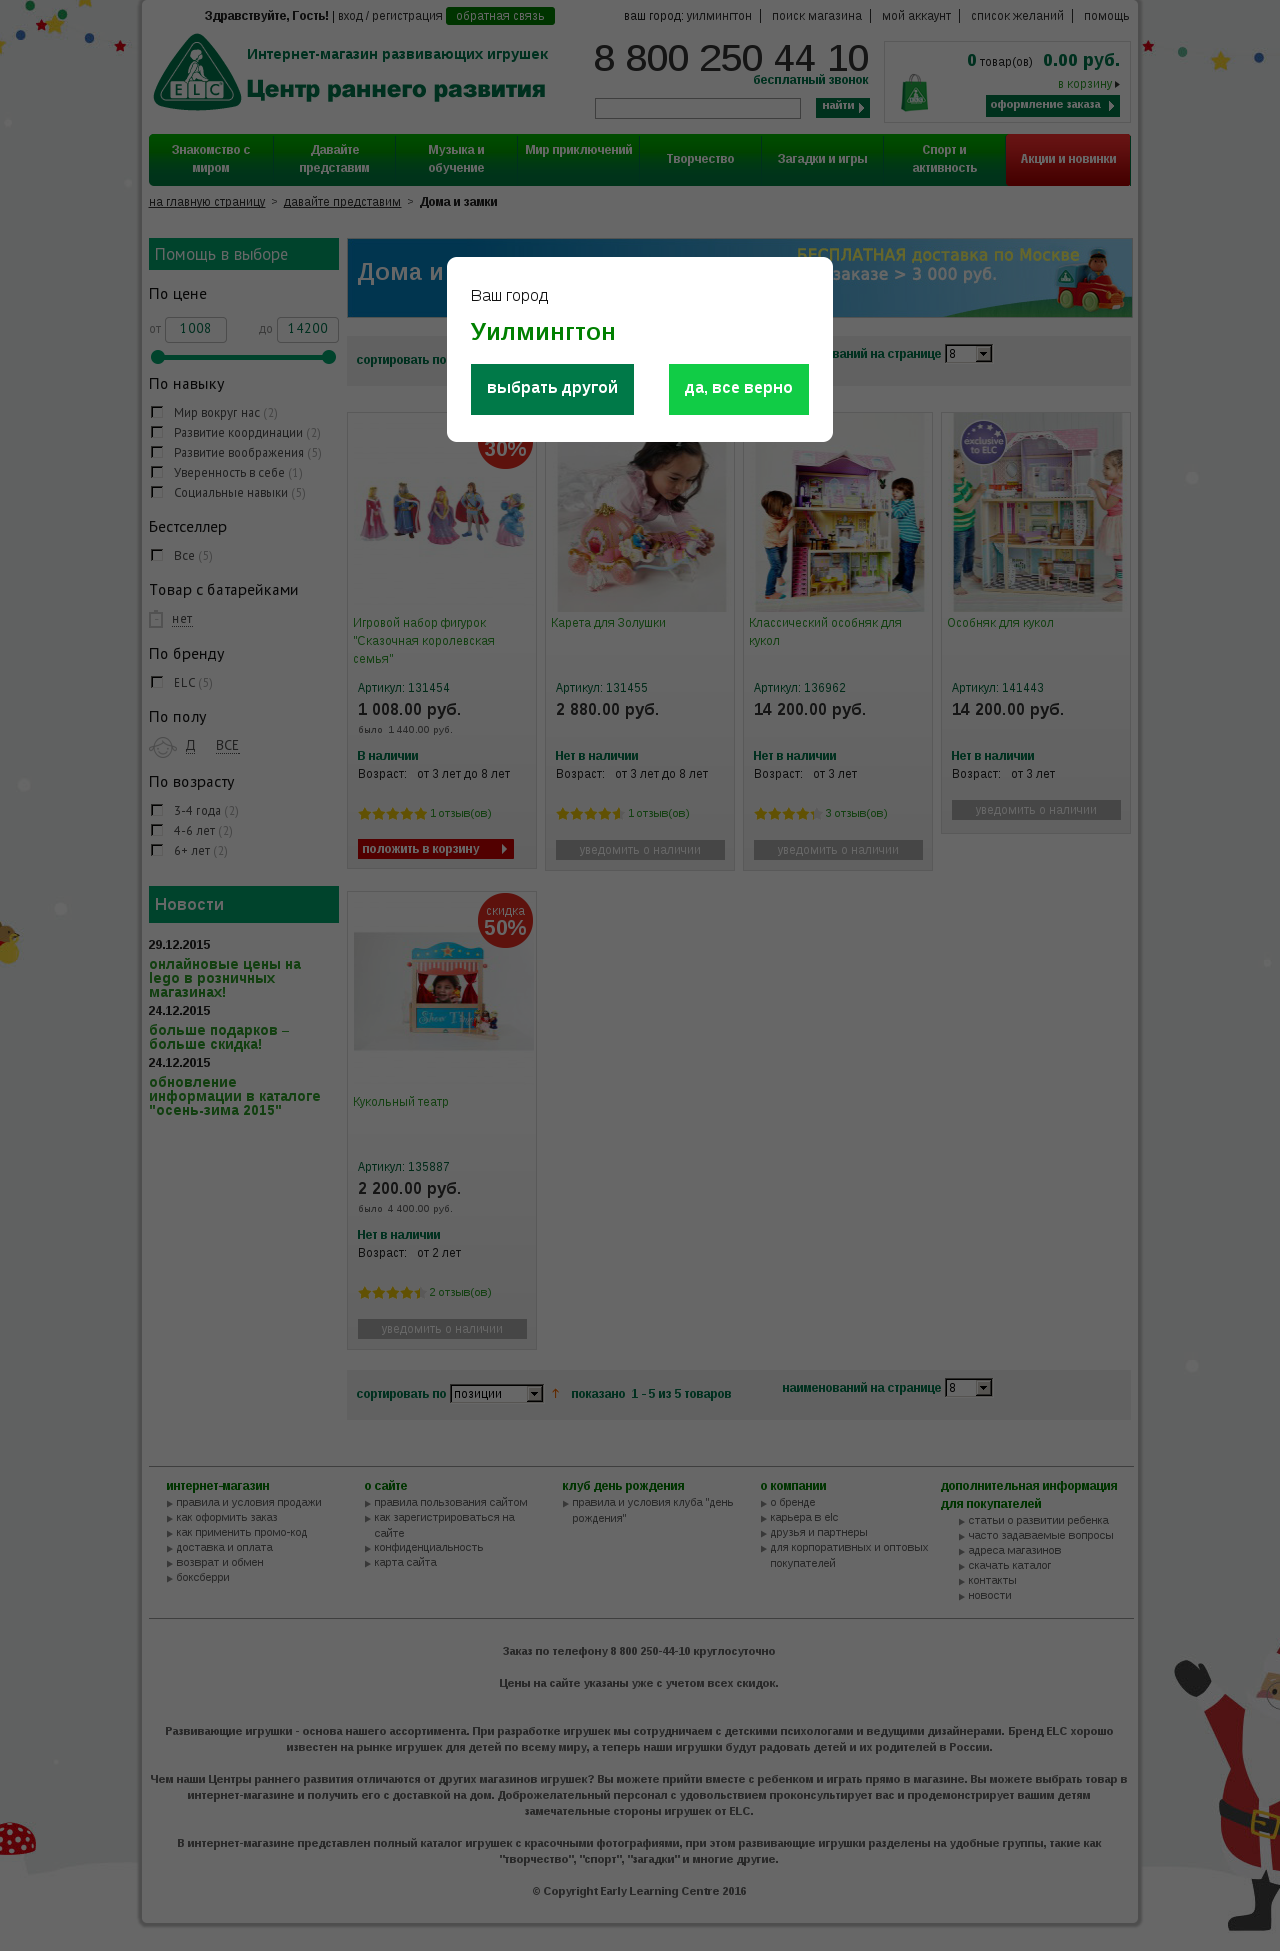 Здравствуйте, Гость! | вход / регистрация обратная связь
ваш город: уилмингтон | поиск магазина | мой аккаунт | список желаний | помощь
Интернет-магазин развивающих игрушек
Центр раннего развития
ELC
8 800 250 44 10
бесплатный звонок
найти
0 товар(ов) 0.00 руб.
в корзину
оформление заказа
Знакомство с миром
Давайте представим
Музыка и обучение
Мир приключений
Творчество
Загадки и игры
Спорт и активность
Акции и новинки
на главную страницу > давайте представим > Дома и замки
Помощь в выборе
По цене
от 1008 до 14200
По навыку
Мир вокруг нас (2)
Развитие координации (2)
Развитие воображения (5)
Уверенность в себе (1)
Социальные навыки (5)
Бестселлер
Все (5)
Товар с батарейками
нет
По бренду
ELC (5)
По полу
Д ВСЕ
По возрасту
3-4 года (2)
4-6 лет (2)
6+ лет (2)
Новости
29.12.2015
онлайновые цены на
lego в розничных
магазинах!
24.12.2015
больше подарков –
больше скидка!
24.12.2015
обновление
информации в каталоге
"осень-зима 2015"
Дома и
БЕСПЛАТНАЯ доставка по Москве
заказе > 3 000 руб.
ELC
Ваш город
Уилмингтон
выбрать другой
да, все верно
сортировать по
на странице 8
30%
Игровой набор фигурок
"Сказочная королевская
семья"
Артикул: 131454
1 008.00 руб.
было 1 440.00 руб.
В наличии
Возраст: от 3 лет до 8 лет
1 отзыв(ов)
положить в корзину
Карета для Золушки
Артикул: 131455
2 880.00 руб.
Нет в наличии
Возраст: от 3 лет до 8 лет
1 отзыв(ов)
уведомить о наличии
Классический особняк для
кукол
Артикул: 136962
14 200.00 руб.
Нет в наличии
Возраст: от 3 лет
3 отзыв(ов)
уведомить о наличии
exclusive
to ELC
Особняк для кукол
Артикул: 141443
14 200.00 руб.
Нет в наличии
Возраст: от 3 лет
уведомить о наличии
скидка
50%
Кукольный театр
Артикул: 135887
2 200.00 руб.
было 4 400.00 руб.
Нет в наличии
Возраст: от 2 лет
2 отзыв(ов)
уведомить о наличии
сортировать по позиции показано 1 - 5 из 5 товаров
наименований на странице 8
интернет-магазин
правила и условия продажи
как оформить заказ
как применить промо-код
доставка и оплата
возврат и обмен
боксберри
о сайте
правила пользования сайтом
как зарегистрироваться на
сайте
конфиденциальность
карта сайта
клуб день рождения
правила и условия клуба "день
рождения"
о компании
о бренде
карьера в elc
друзья и партнеры
для корпоративных и оптовых
покупателей
дополнительная информация
для покупателей
статьи о развитии ребенка
часто задаваемые вопросы
адреса магазинов
скачать каталог
контакты
новости
Заказ по телефону 8 800 250-44-10 круглосуточно
Цены на сайте указаны уже с учетом всех скидок.
Развивающие игрушки - основа нашего ассортимента. При разработке игрушек мы сотрудничаем с детскими психологами и ведущими дизайнерами. Бренд ELC хорошо
известен на рынке игрушек для детей по всему миру, а теперь наши игрушки будут радовать детей и их родителей в России.
Чем наши Центры раннего развития отличаются от других магазинов игрушек? Вы можете прийти вместе с ребенком и играть прямо в магазине. Вы можете выбрать товар в
интернет-магазине и получить его с доставкой на дом. Доброжелательный персонал с удовольствием проконсультирует вас и продемонстрирует вашим детям
замечательные стороны игрушек от ELC.
В интернет-магазине представлен полный каталог игрушек с красочными фотографиями, при этом развивающие игрушки разделены на удобные группы, такие как
"творчество", "спорт", "загадки" и многие другие.
© Copyright Early Learning Centre 2016